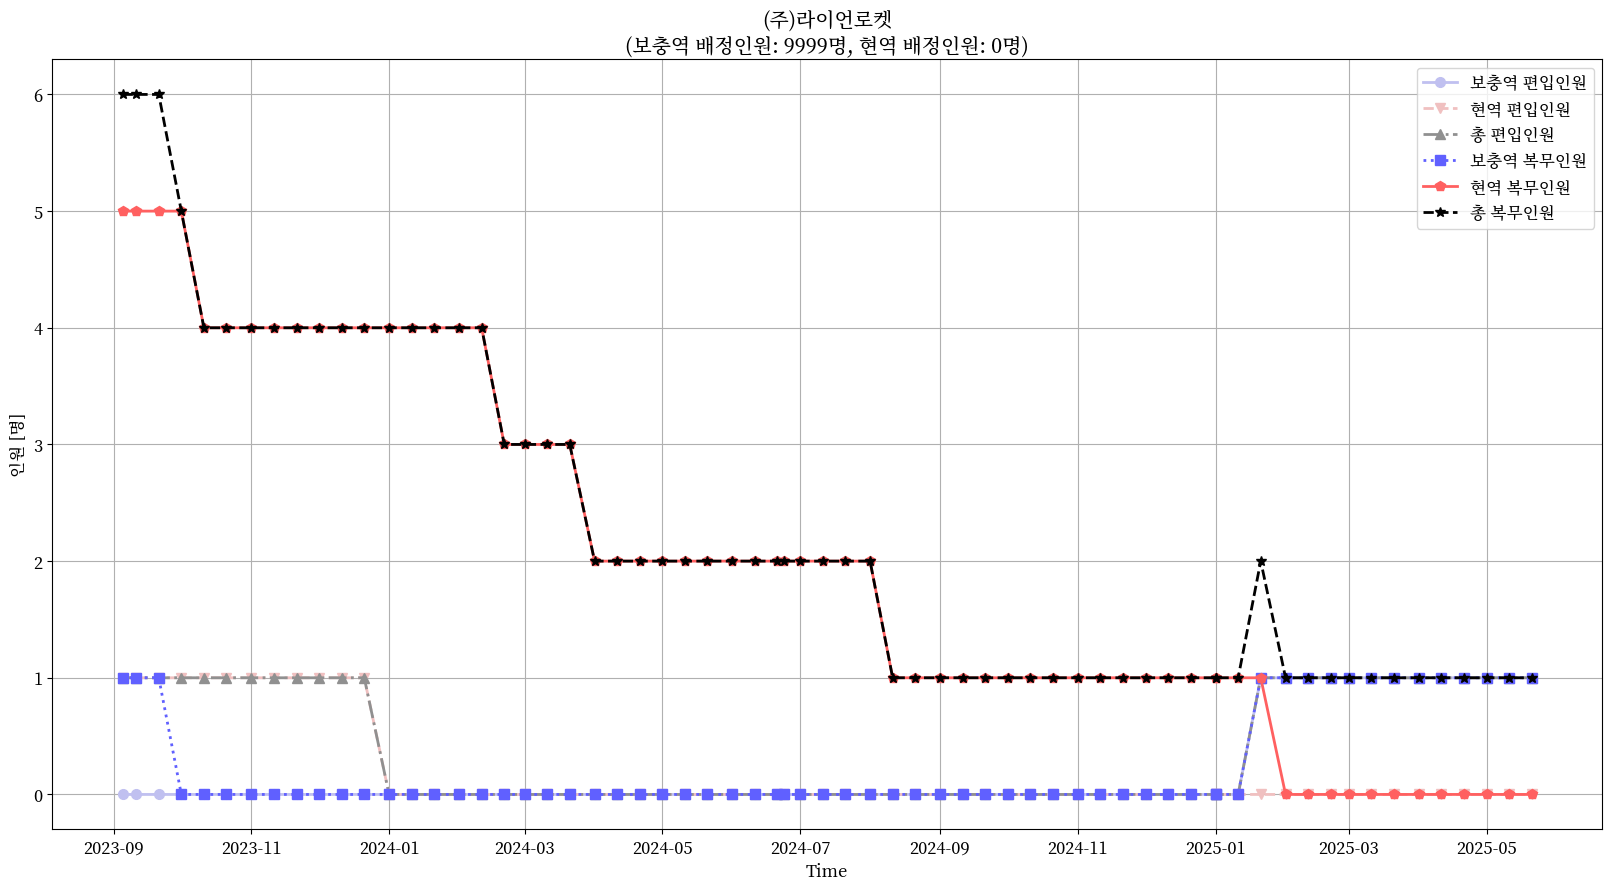 (주)라이언로켓
(보충역 배정인원: 9999명, 현역 배정인원: 0명)
보충역 편입인원
현역 편입인원
총 편입인원
보충역 복무인원
현역 복무인원
총 복무인원
인원 [명]
6
5
4
3
2
1
0
2023-09 2023-11 2024-01 2024-03 2024-05 2024-07 2024-09 2024-11 2025-01 2025-03 2025-05
Time